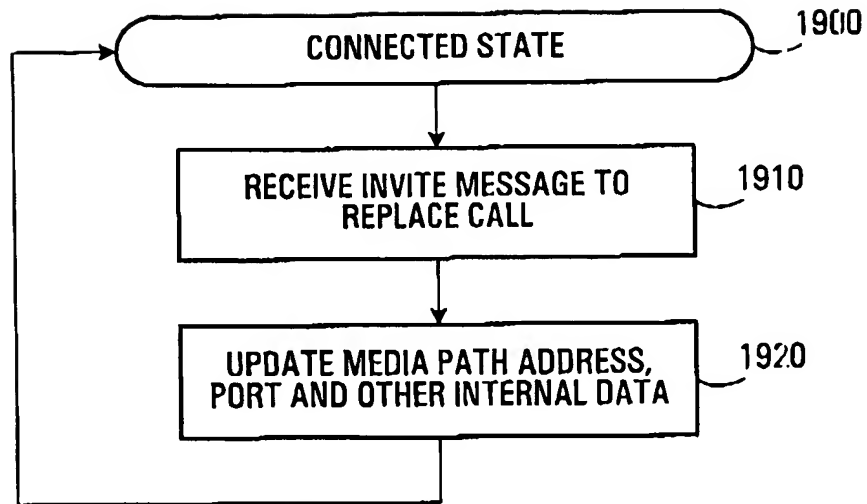 CONNECTED STATE
1900
RECEIVE INVITE MESSAGE TO
REPLACE CALL
1910
UPDATE MEDIA PATH ADDRESS,
PORT AND OTHER INTERNAL DATA
1920